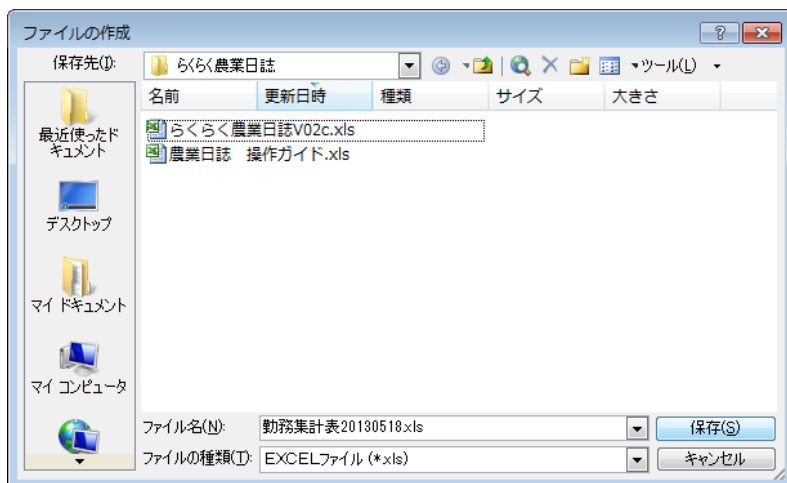 ファイルの作成
保存先(I): らくらく農業日誌 ツール(L)
名前 更新日時 種類 サイズ 大きさ
らくらく農業日誌V02c.xls
農業日誌　操作ガイド.xls
最近使ったド
キュメント
デスクトップ
マイ ドキュメント
マイ コンピュータ
ファイル名(N): 勤務集計表20130518.xls 保存(S)
ファイルの種類(T): EXCELファイル (*.xls) キャンセル